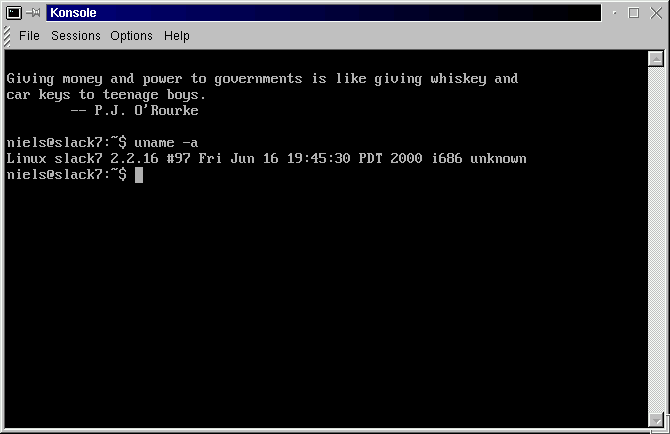 Konsole
File Sessions Options Help
Giving money and power to governments is like giving whiskey and
car keys to teenage boys.
-- P.J. O'Rourke
niels@slack7:~$ uname -a
Linux slack7 2.2.16 #97 Fri Jun 16 19:45:30 PDT 2000 i686 unknown
niels@slack7:~$